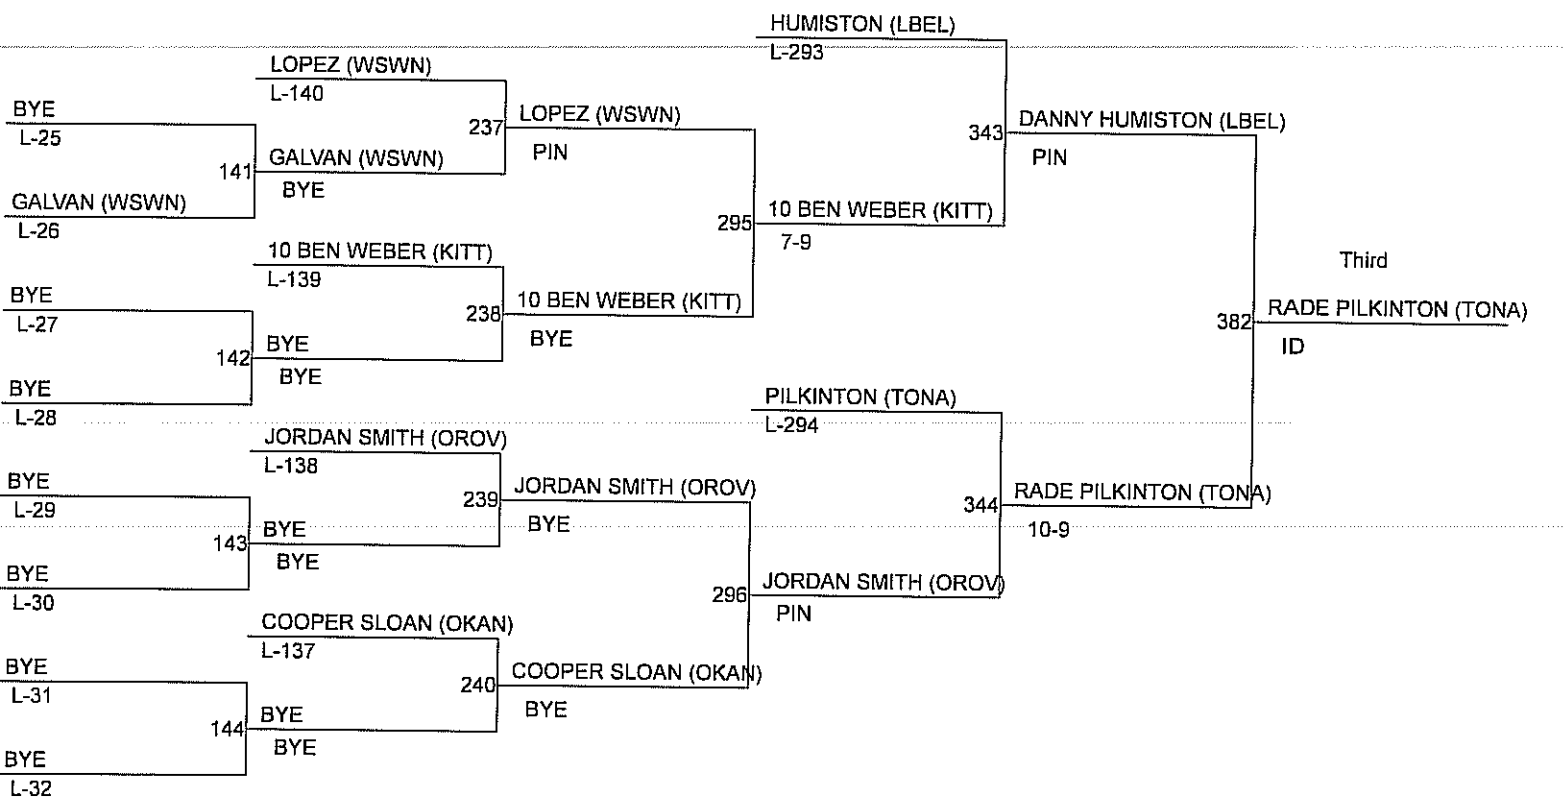 HUMISTON (LBEL)
L-293
LOPEZ (WSWN)
L-140
BYE
L-25
237
LOPEZ (WSWN)
PIN
343
DANNY HUMISTON (LBEL)
PIN
141
GALVAN (WSWN)
BYE
GALVAN (WSWN)
L-26
295
10 BEN WEBER (KITT)
7-9
10 BEN WEBER (KITT)
L-139
Third
BYE
L-27
238
10 BEN WEBER (KITT)
BYE
382
RADE PILKINTON (TONA)
ID
142
BYE
BYE
BYE
L-28
PILKINTON (TONA)
L-294
JORDAN SMITH (OROV)
L-138
BYE
L-29
239
JORDAN SMITH (OROV)
BYE
344
RADE PILKINTON (TONA)
10-9
143
BYE
BYE
BYE
L-30
296
JORDAN SMITH (OROV)
PIN
COOPER SLOAN (OKAN)
L-137
BYE
L-31
240
COOPER SLOAN (OKAN)
BYE
144
BYE
BYE
BYE
L-32